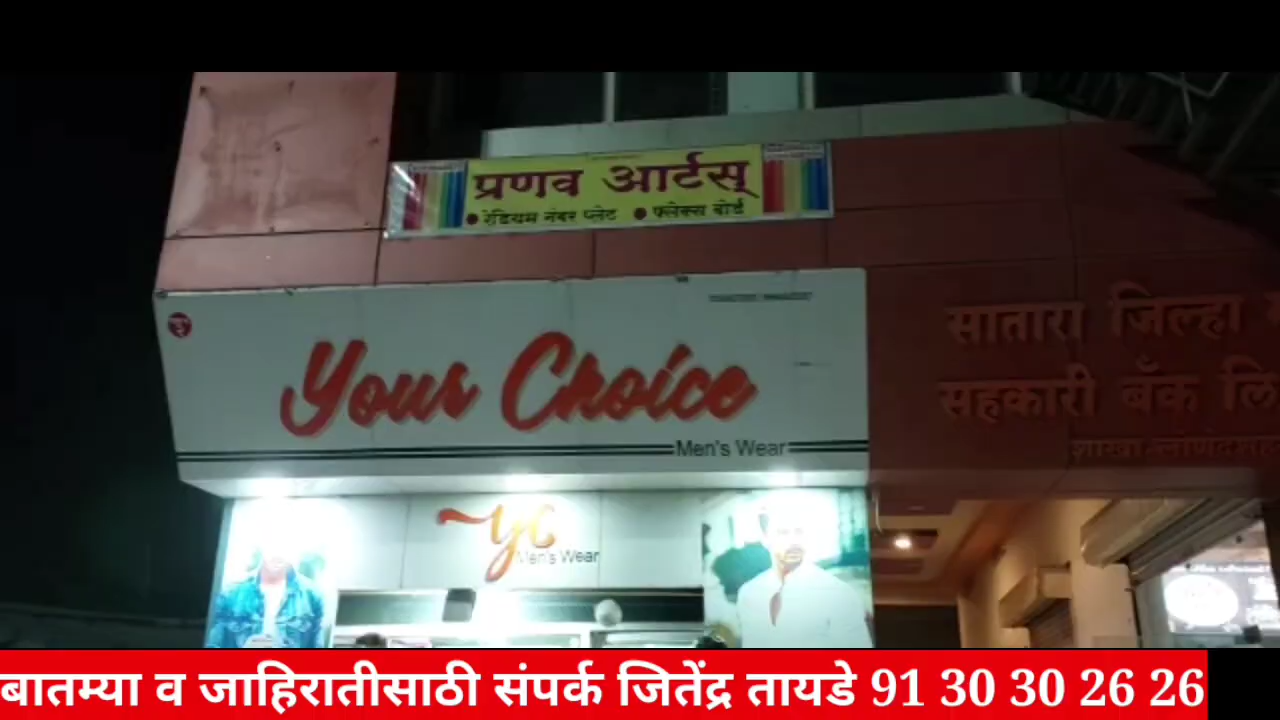 प्रणव आर्टस्
● रेडियम नंबर प्लेट ● फ्लेक्स बोर्ड
Your Choice
Men's Wear
yc
Men's Wear
सातारा जिल्हा
सहकारी बँक लि
शाखा
बातम्या व जाहिरातीसाठी संपर्क जितेंद्र तायडे 91 30 30 26 26